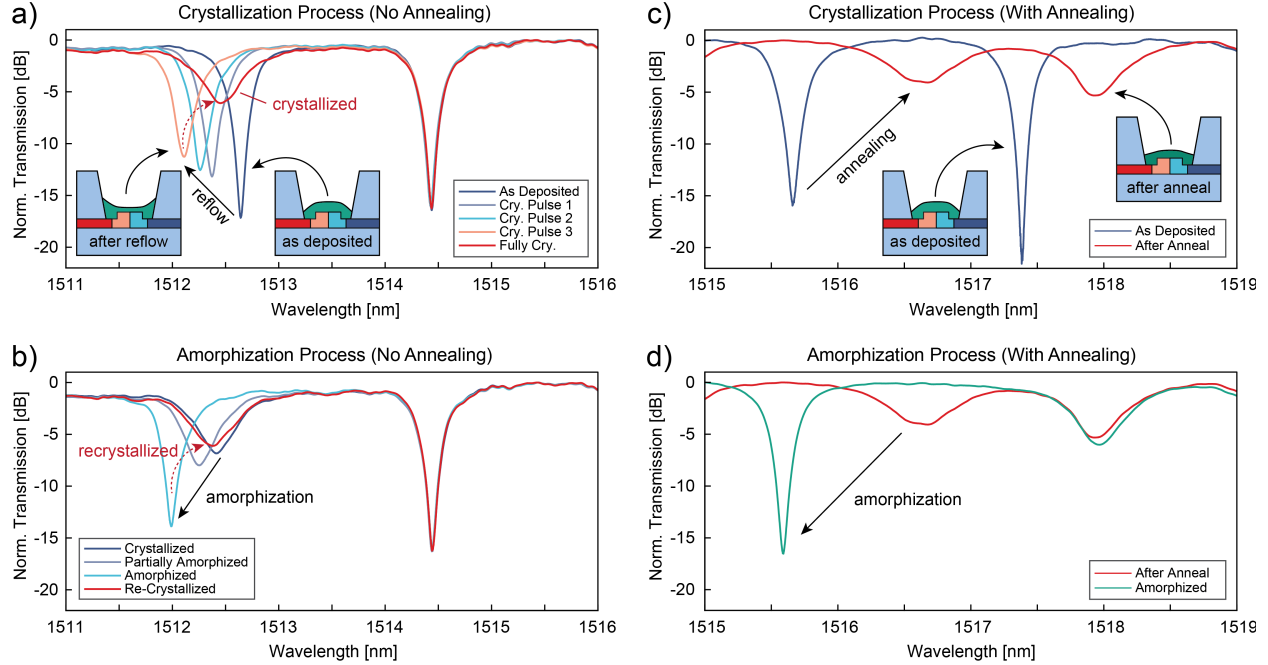 a)
Crystallization Process (No Annealing)
Norm. Transmission [dB]
0
-5
-10
-15
-20
crystallized
reflow
after reflow
as deposited
As Deposited
Cry. Pulse 1
Cry. Pulse 2
Cry. Pulse 3
Fully Cry.
1511 1512 1513 1514 1515 1516
Wavelength [nm]
c)
Crystallization Process (With Annealing)
Norm. Transmission [dB]
0
-5
-10
-15
-20
annealing
as deposited
after anneal
As Deposited
After Anneal
1515 1516 1517 1518 1519
Wavelength [nm]
b)
Amorphization Process (No Annealing)
Norm. Transmission [dB]
0
-5
-10
-15
-20
recrystallized
amorphization
Crystallized
Partially Amorphized
Amorphized
Re-Crystallized
1511 1512 1513 1514 1515 1516
Wavelength [nm]
d)
Amorphization Process (With Annealing)
Norm. Transmission [dB]
0
-5
-10
-15
-20
amorphization
After Anneal
Amorphized
1515 1516 1517 1518 1519
Wavelength [nm]